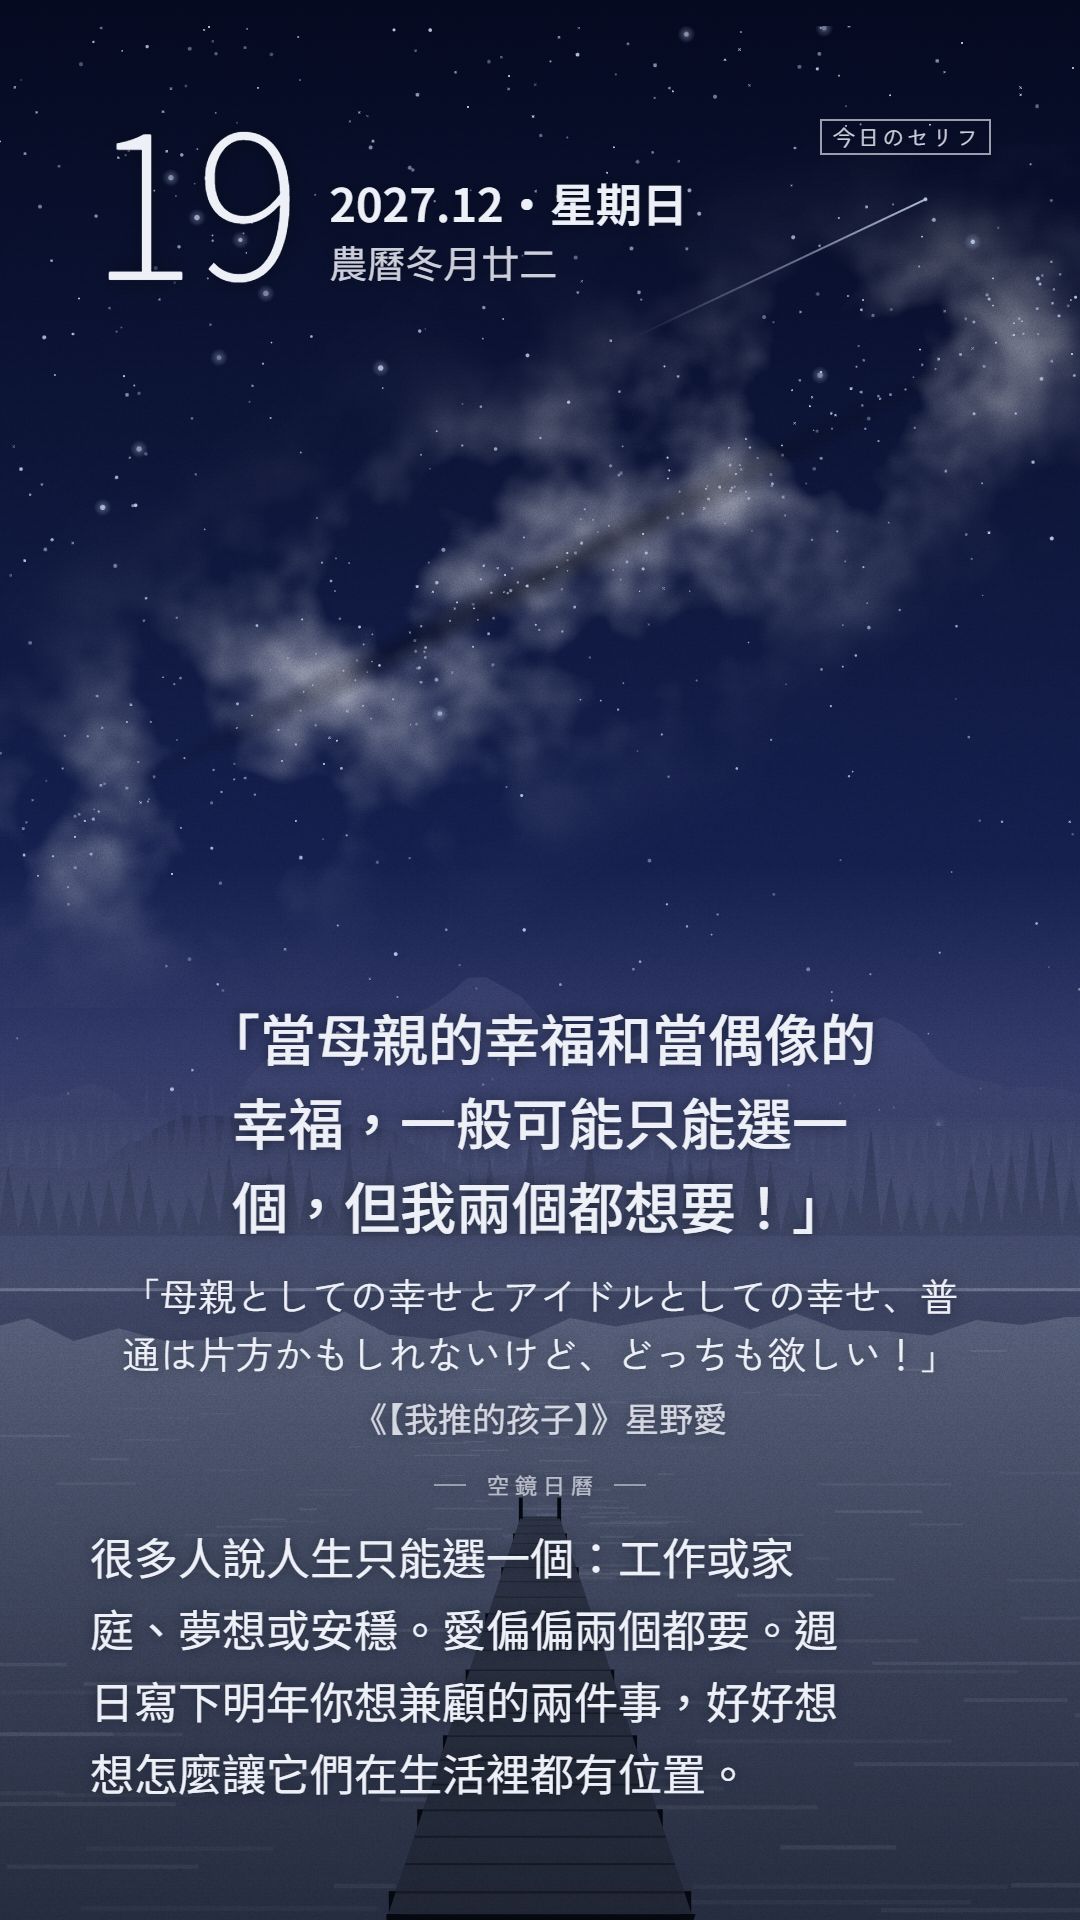 今日のセリフ
19
2027.12・星期日
農曆冬月廿二
「當母親的幸福和當偶像的
幸福，一般可能只能選一
個，但我兩個都想要！」
「母親としての幸せとアイドルとしての幸せ、普
通は片方かもしれないけど、どっちも欲しい！」
《【我推的孩子】》星野愛
空鏡日曆
很多人說人生只能選一個：工作或家
庭、夢想或安穩。愛偏偏兩個都要。週
日寫下明年你想兼顧的兩件事，好好想
想怎麼讓它們在生活裡都有位置。